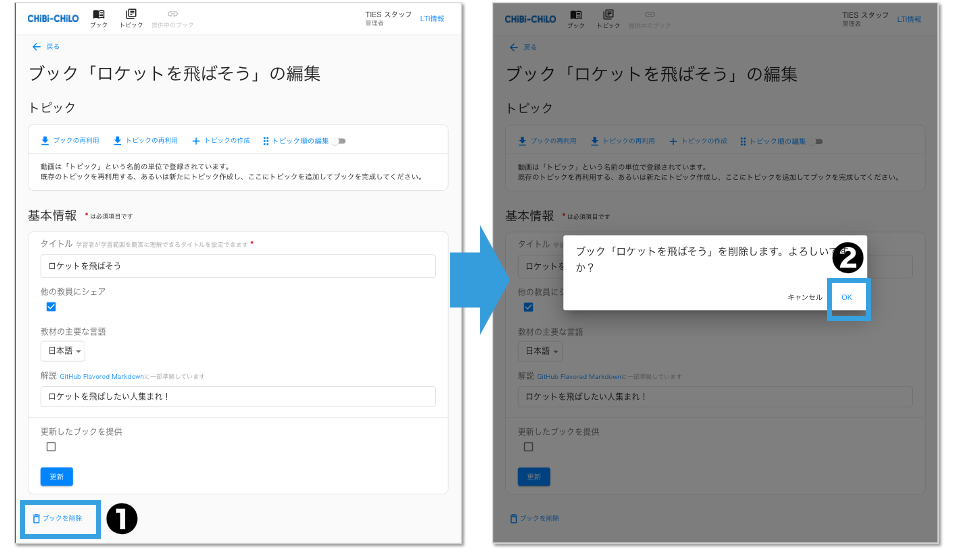 CHiBi-CHiLO
ブック
トピック
提供中のブック
TIES スタッフ
管理者
LTI情報
戻る
ブック「ロケットを飛ばそう」の編集
トピック
ブックの再利用
トピックの再利用
トピックの作成
トピック順の編集
動画は「トピック」という名前の単位で登録されています。
既存のトピックを再利用する、あるいは新たにトピック作成し、ここにトピックを追加してブックを完成してください。
基本情報 * は必須項目です
タイトル 学習者が学習範囲を簡潔に理解できるタイトルを設定できます *
ロケットを飛ばそう
他の教員にシェア
教材の主要な言語
日本語
解説 GitHub Flavored Markdownに一部準拠しています
ロケットを飛ばしたい人集まれ！
更新したブックを提供
更新
ブックを削除
1
CHiBi-CHiLO
ブック
トピック
提供中のブック
TIES スタッフ
管理者
LTI情報
戻る
ブック「ロケットを飛ばそう」の編集
トピック
ブックの再利用
トピックの再利用
トピックの作成
トピック順の編集
動画は「トピック」という名前の単位で登録されています。
既存のトピックを再利用する、あるいは新たにトピック作成し、ここにトピックを追加してブックを完成してください。
基本情報 * は必須項目です
タイトル
ブック「ロケットを飛ばそう」を削除します。よろしいです
か？
2
キャンセル
OK
ロケットを
他の教員に
教材の主要な言語
日本語
解説 GitHub Flavored Markdownに一部準拠しています
ロケットを飛ばしたい人集まれ！
更新したブックを提供
更新
ブックを削除